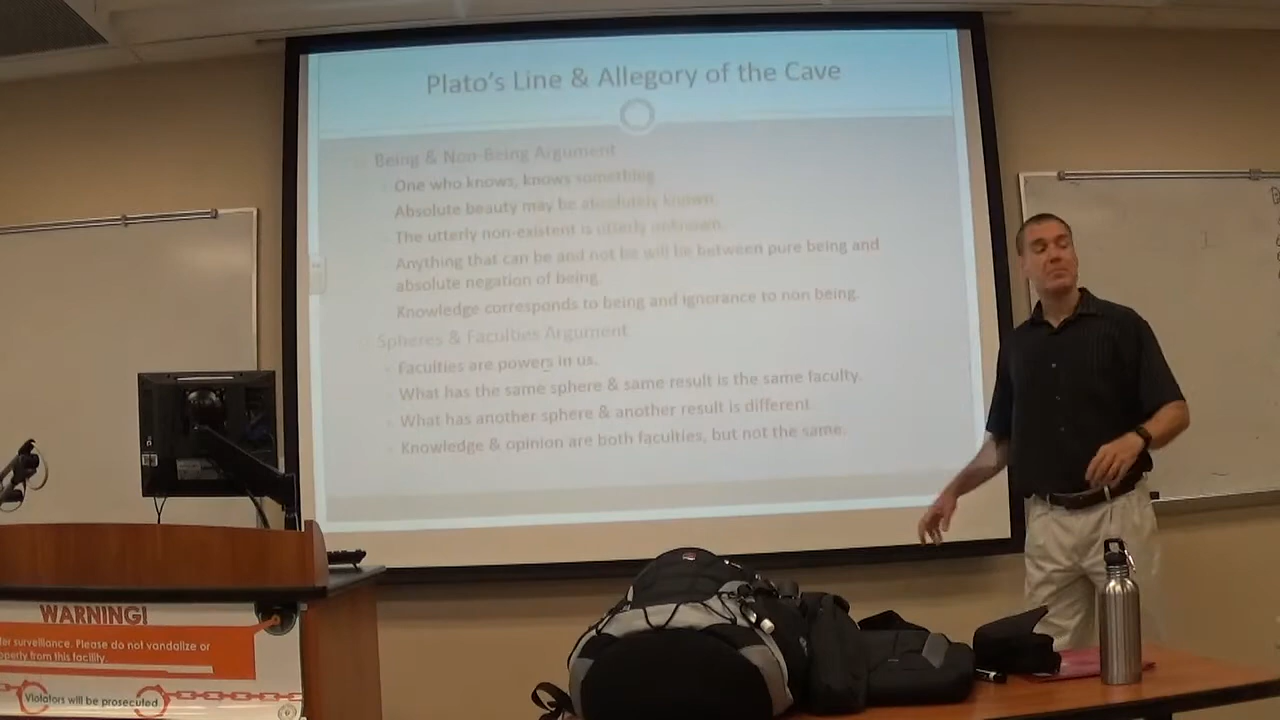 Plato's Line & Allegory of the Cave
Being & Non-Being Argument
One who knows, knows something
Absolute beauty may be absolutely known.
The utterly non-existent is utterly unknown.
Anything that can be and not be will be between pure being and
absolute negation of being.
Knowledge corresponds to being and ignorance to non being.
Spheres & Faculties Argument
Faculties are powers in us.
What has the same sphere & same result is the same faculty.
What has another sphere & another result is different
Knowledge & opinion are both faculties, but not the same.
WARNING!
surveillance. Please do not vandalize or
from this facility.
Violators will be prosecuted